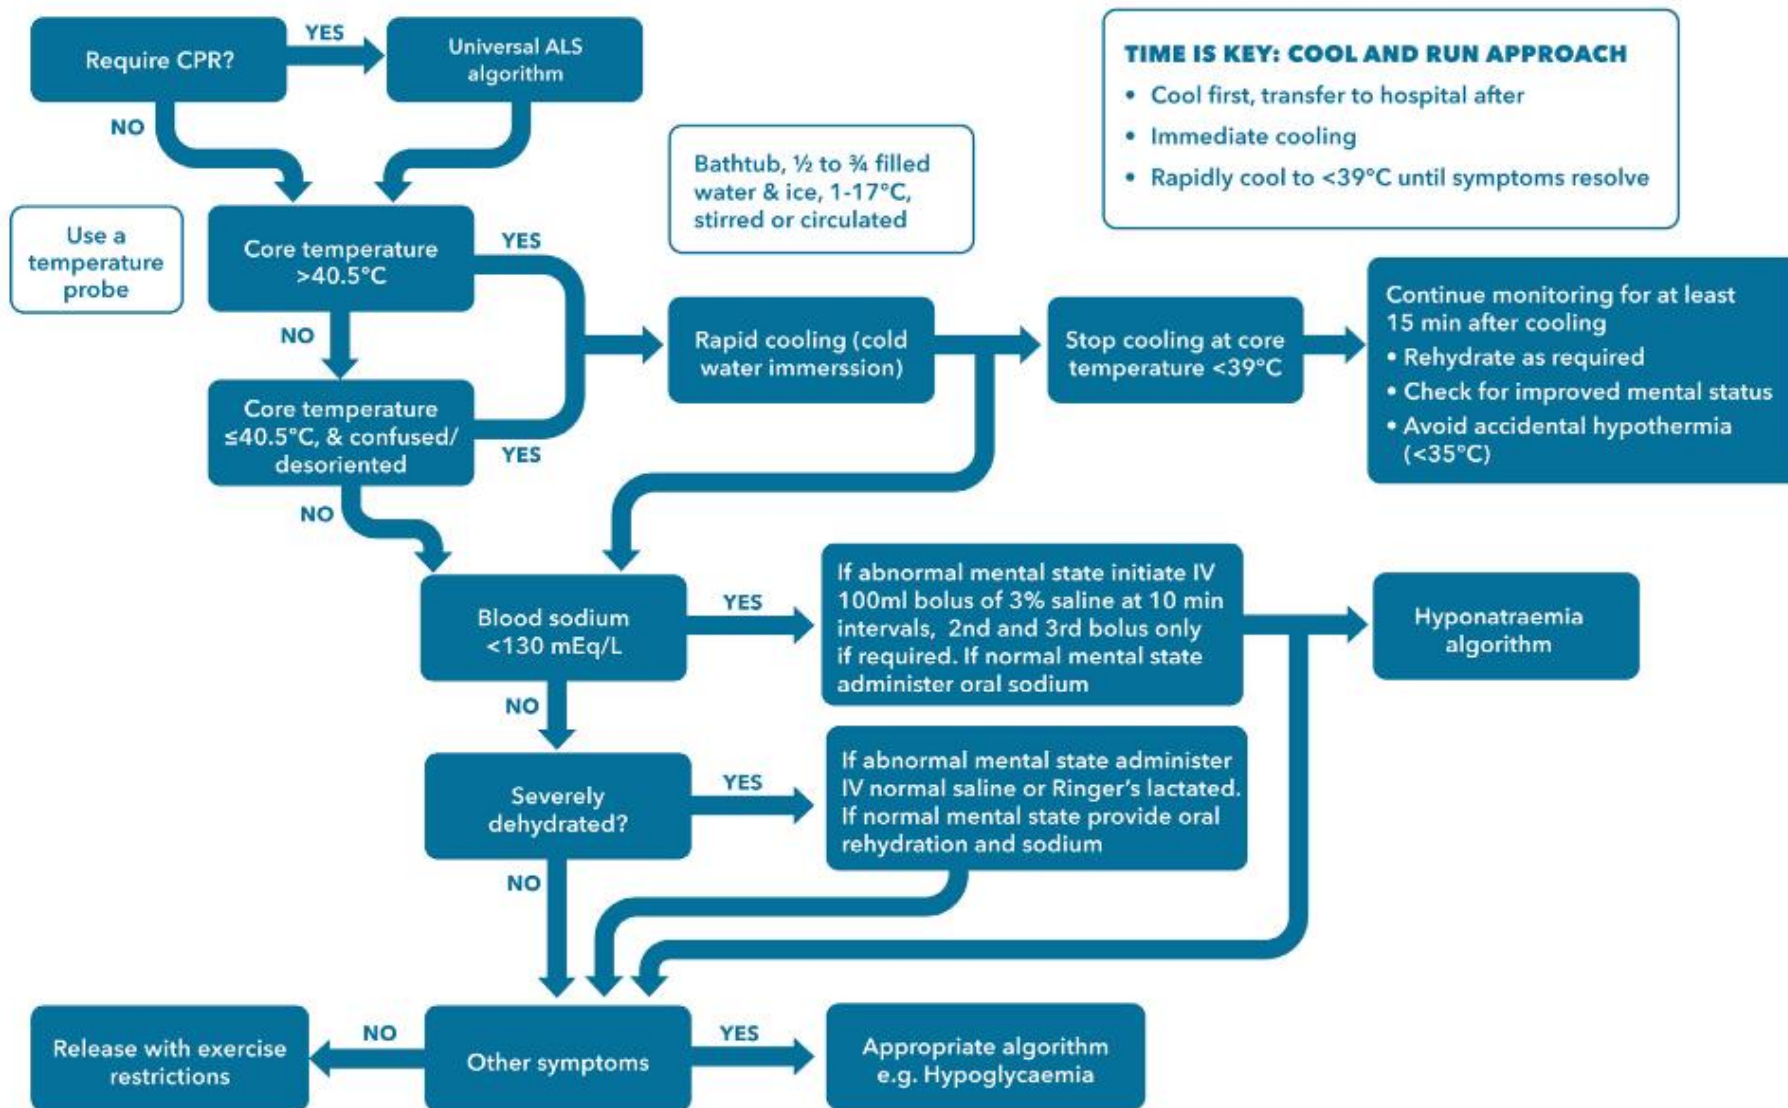 Require CPR?
YES
Universal ALS
algorithm
NO
TIME IS KEY: COOL AND RUN APPROACH
• Cool first, transfer to hospital after
• Immediate cooling
• Rapidly cool to <39°C until symptoms resolve
Bathtub, ½ to ¾ filled
water & ice, 1-17°C,
stirred or circulated
Use a
temperature
probe
Core temperature
>40.5°C
YES
NO
Core temperature
≤40.5°C, & confused/
desoriented
YES
NO
Rapid cooling (cold
water immerssion)
Stop cooling at core
temperature <39°C
Continue monitoring for at least
15 min after cooling
• Rehydrate as required
• Check for improved mental status
• Avoid accidental hypothermia
(<35°C)
Blood sodium
<130 mEq/L
YES
If abnormal mental state initiate IV
100ml bolus of 3% saline at 10 min
intervals, 2nd and 3rd bolus only
if required. If normal mental state
administer oral sodium
Hyponatraemia
algorithm
NO
Severely
dehydrated?
YES
If abnormal mental state administer
IV normal saline or Ringer's lactated.
If normal mental state provide oral
rehydration and sodium
NO
Other symptoms
NO
Release with exercise
restrictions
YES
Appropriate algorithm
e.g. Hypoglycaemia